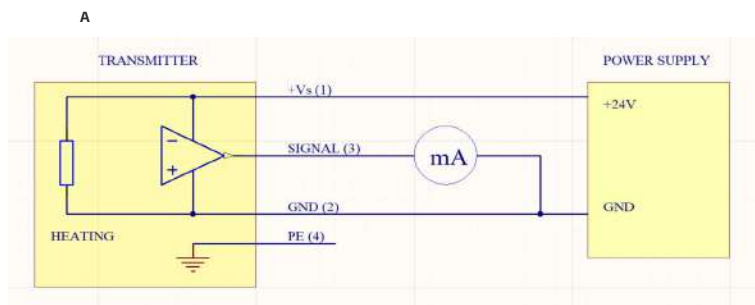 A
TRANSMITTER
POWER SUPPLY
+Vs (1)
+24V
−
SIGNAL (3)
mA
+
GND (2)
GND
HEATING
PE (4)